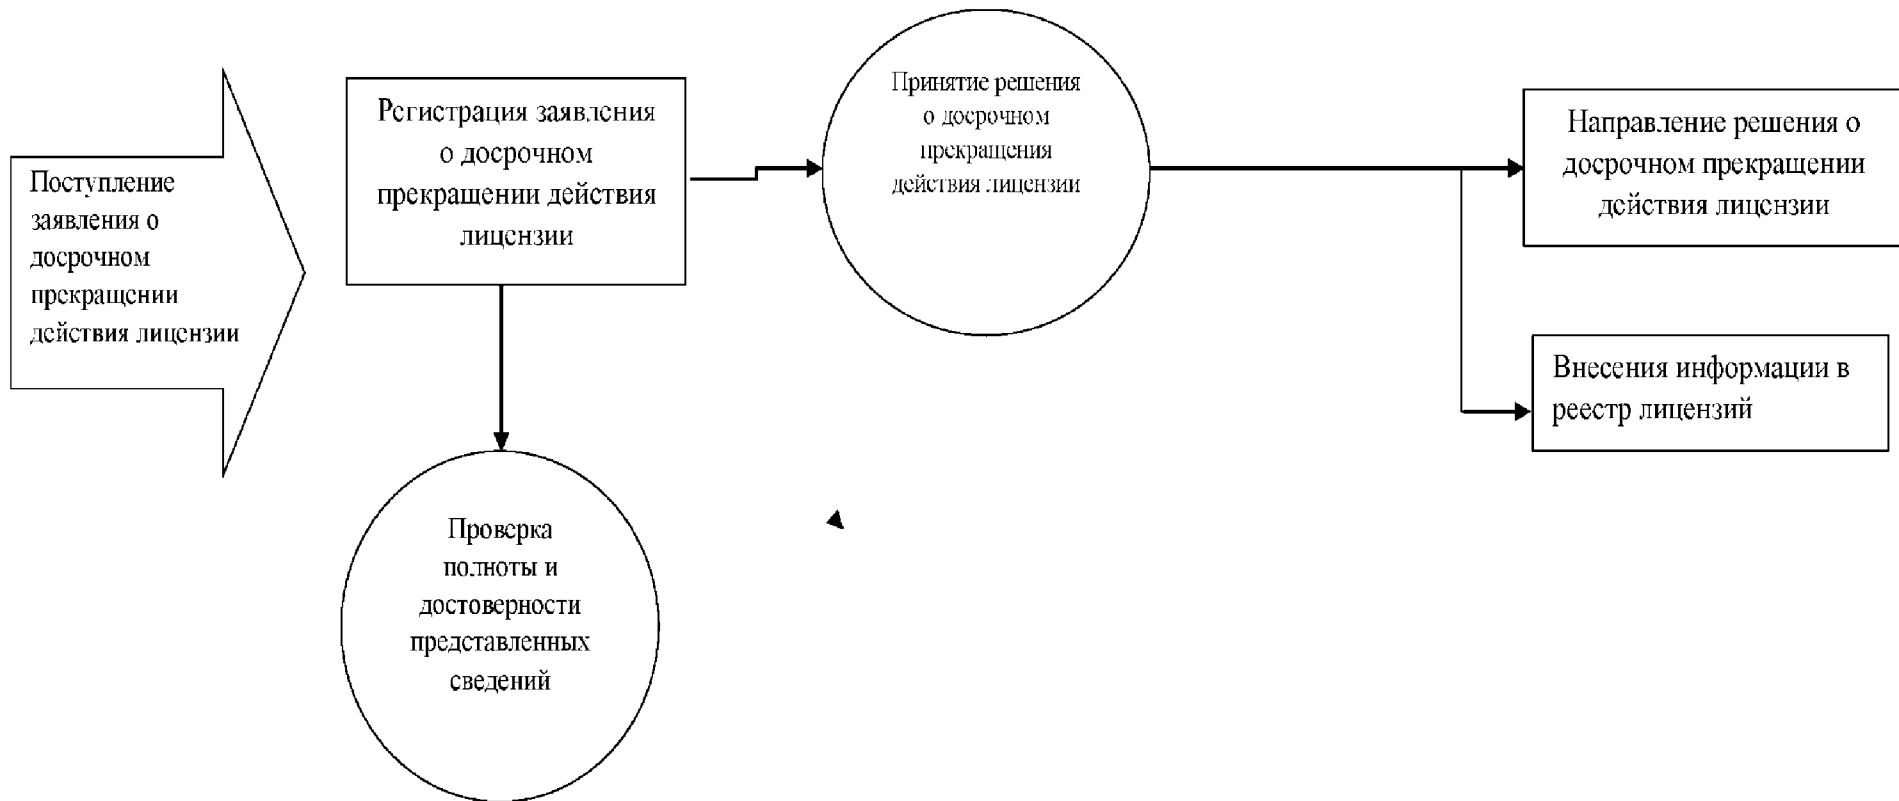 Поступление
заявления о
досрочном
прекращении
действия лицензии
Регистрация заявления
о досрочном
прекращении действия
лицензии
Принятие решения
о досрочном
прекращения
действия лицензии
Направление решения о
досрочном прекращении
действия лицензии
Внесения информации в
реестр лицензий
Проверка
полноты и
достоверности
представленных
сведений